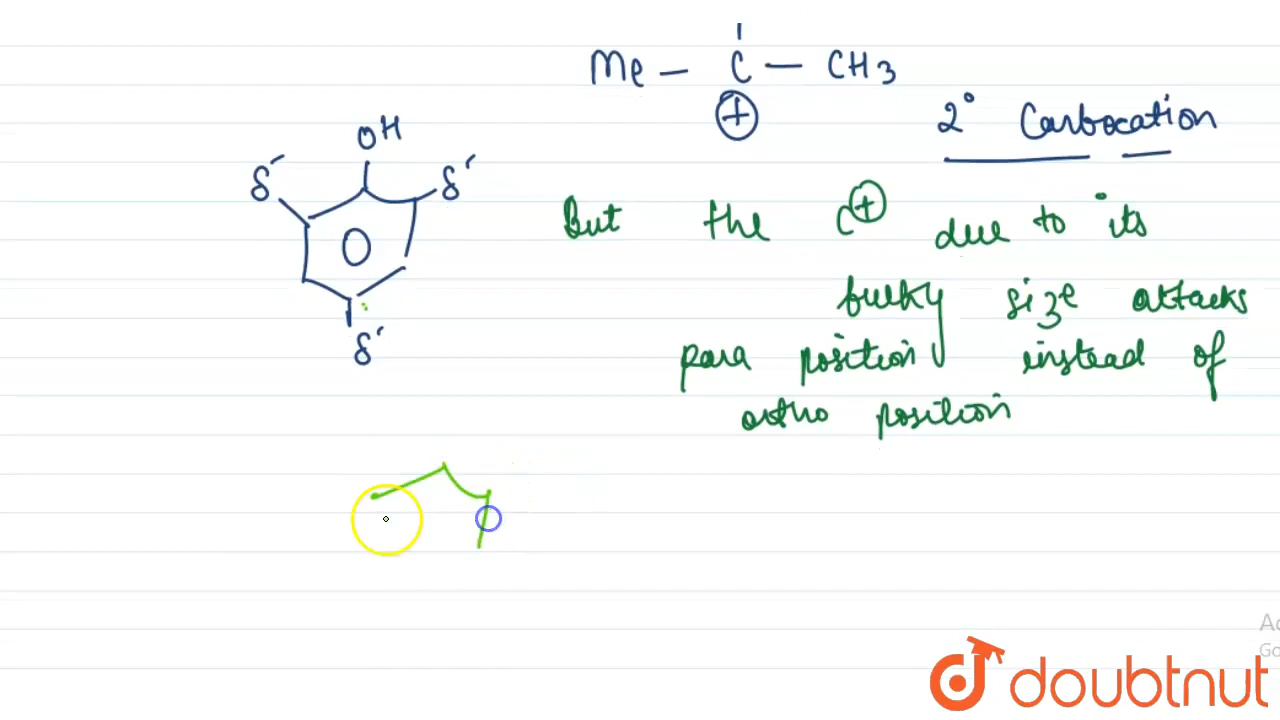 Me - C - CH3
+
2° Carbocation
OH
δ- δ-
O
δ-
But the C+ due to its
bulky size attacks
para position instead of
ortho position
doubtnut